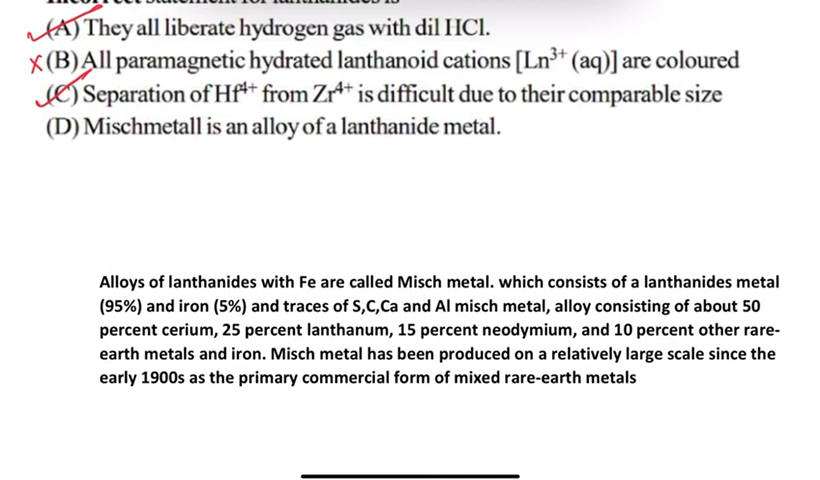 (A) They all liberate hydrogen gas with dil HCl.
(B) All paramagnetic hydrated lanthanoid cations [Ln³⁺ (aq)] are coloured
(C) Separation of Hf⁴⁺ from Zr⁴⁺ is difficult due to their comparable size
(D) Mischmetall is an alloy of a lanthanide metal.
Alloys of lanthanides with Fe are called Misch metal. which consists of a lanthanides metal
(95%) and iron (5%) and traces of S,C,Ca and Al misch metal, alloy consisting of about 50
percent cerium, 25 percent lanthanum, 15 percent neodymium, and 10 percent other rare-
earth metals and iron. Misch metal has been produced on a relatively large scale since the
early 1900s as the primary commercial form of mixed rare-earth metals